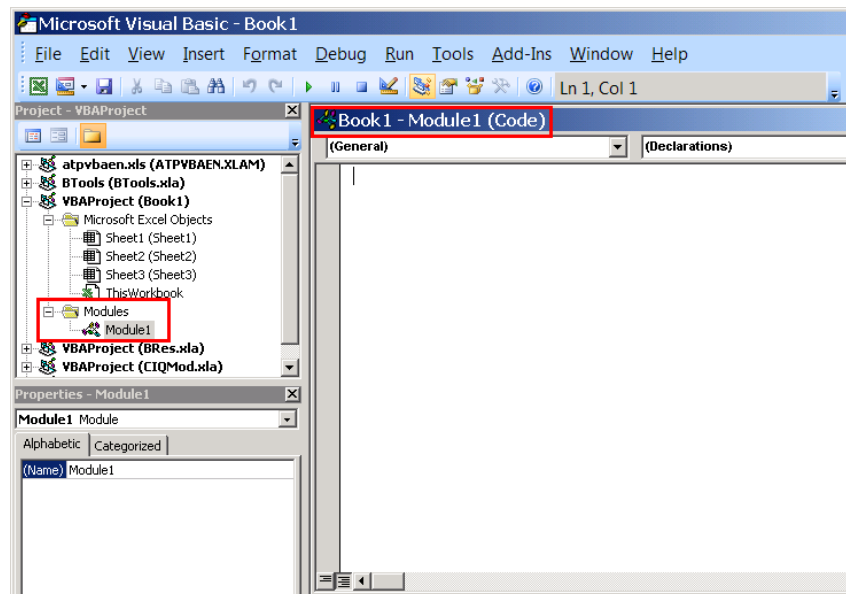 Microsoft Visual Basic - Book1
File Edit View Insert Format Debug Run Tools Add-Ins Window Help
Ln 1, Col 1
Project - VBAProject
Book1 - Module1 (Code)
(General) (Declarations)
atpvbaen.xls (ATPVBAEN.XLAM)
BTools (BTools.xla)
VBAProject (Book1)
Microsoft Excel Objects
Sheet1 (Sheet1)
Sheet2 (Sheet2)
Sheet3 (Sheet3)
ThisWorkbook
Modules
Module1
VBAProject (BRes.xla)
VBAProject (CIQMod.xla)
Properties - Module1
Module1 Module
Alphabetic Categorized
(Name) Module1